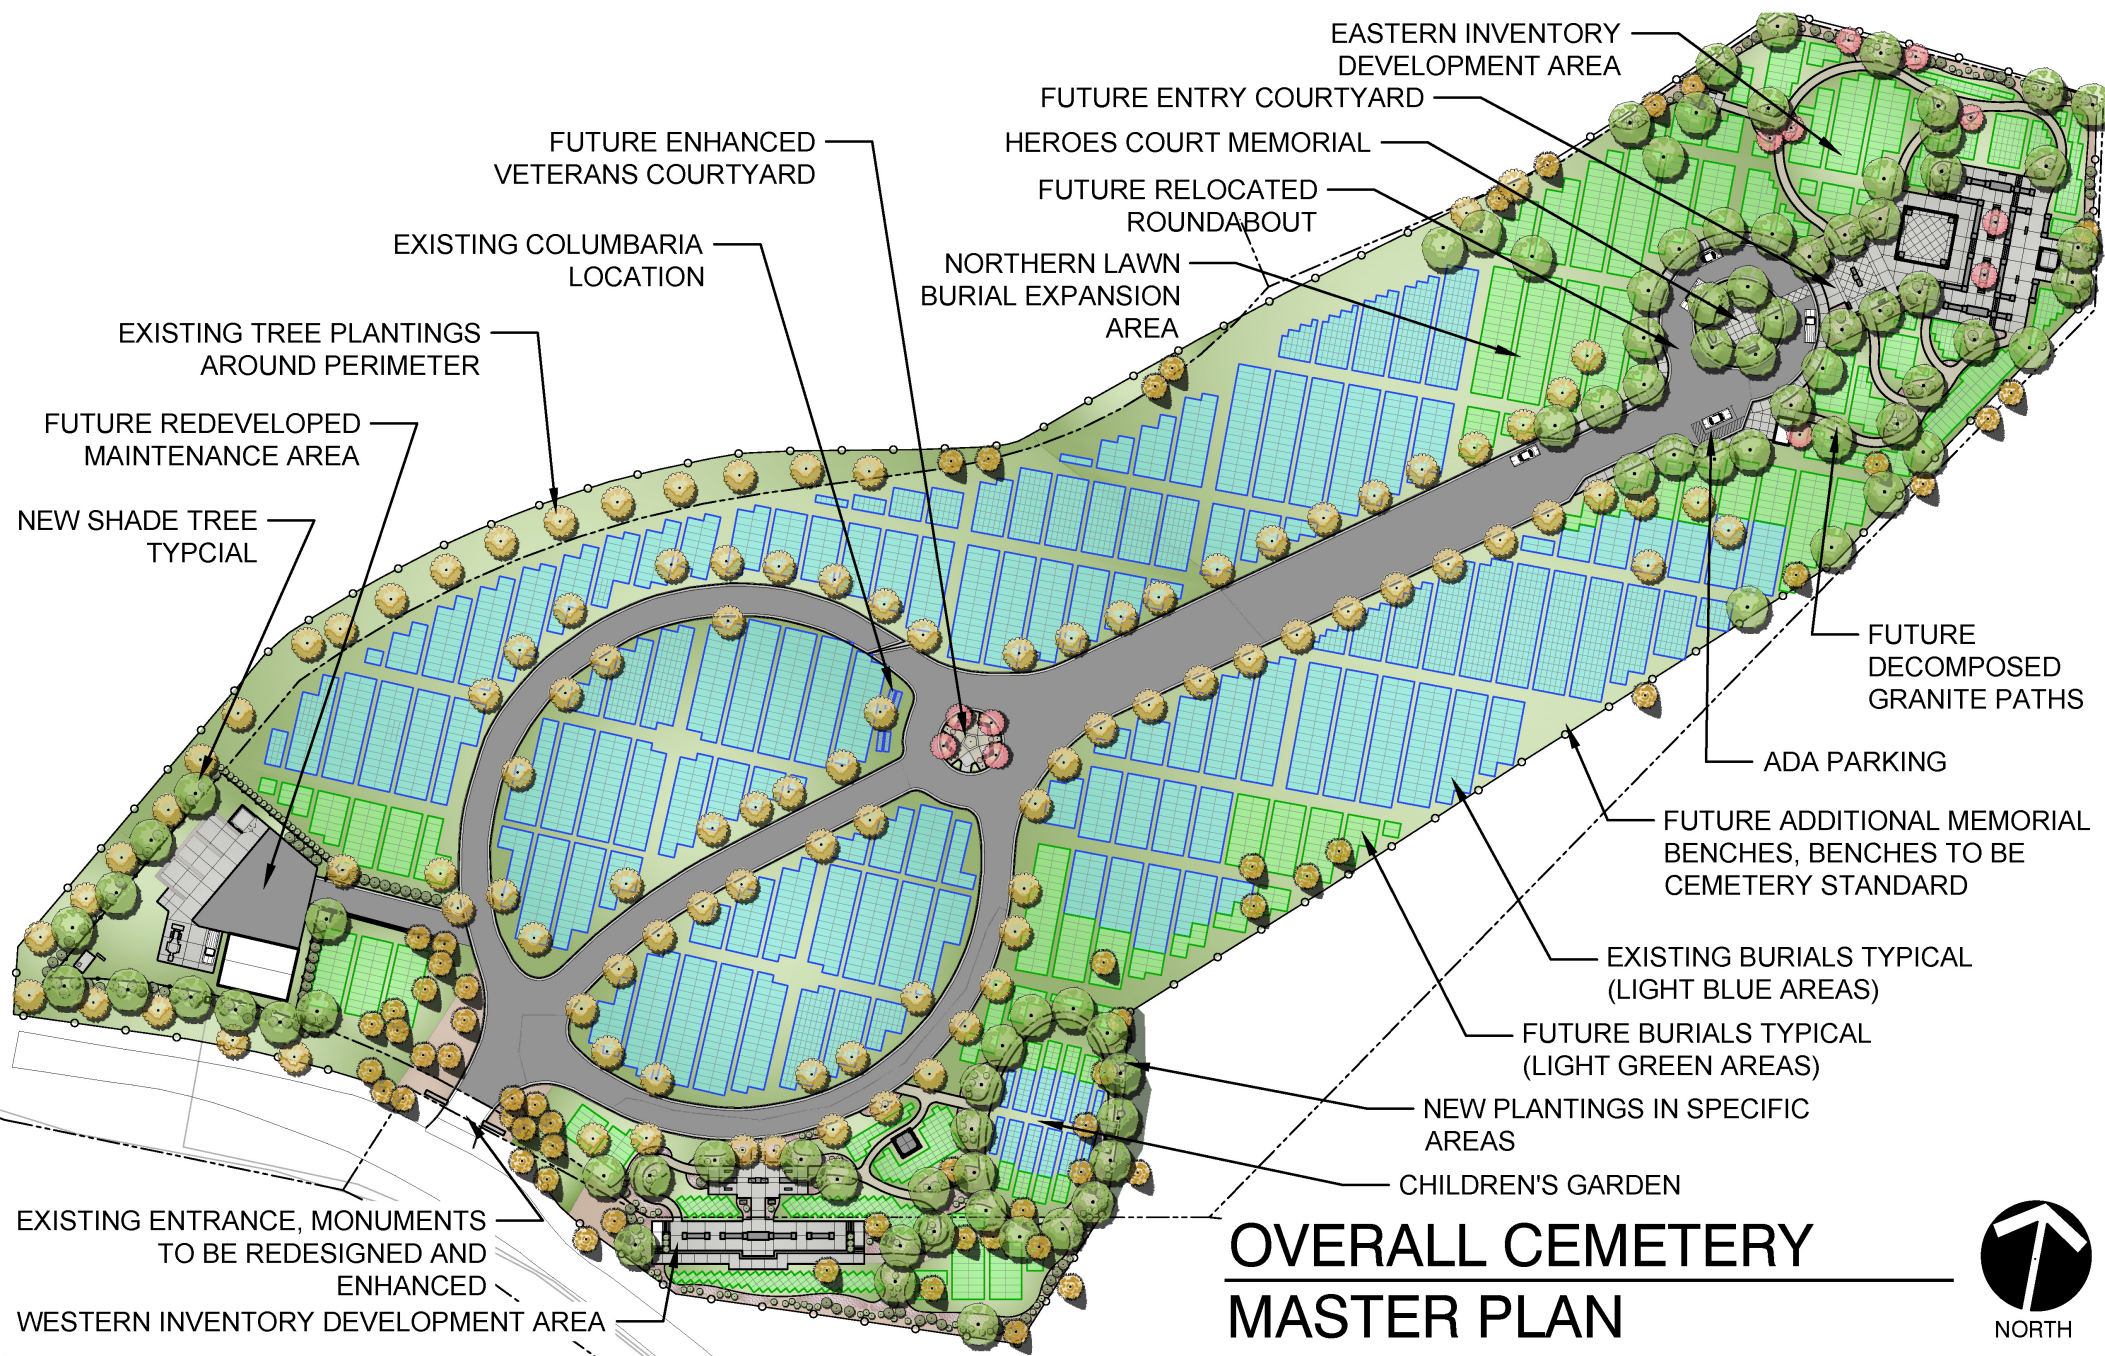 EASTERN INVENTORY
DEVELOPMENT AREA
FUTURE ENTRY COURTYARD
HEROES COURT MEMORIAL
FUTURE RELOCATED
ROUNDABOUT
NORTHERN LAWN
BURIAL EXPANSION
AREA
FUTURE ENHANCED
VETERANS COURTYARD
EXISTING COLUMBARIA
LOCATION
EXISTING TREE PLANTINGS
AROUND PERIMETER
FUTURE REDEVELOPED
MAINTENANCE AREA
NEW SHADE TREE
TYPCIAL
FUTURE
DECOMPOSED
GRANITE PATHS
ADA PARKING
FUTURE ADDITIONAL MEMORIAL
BENCHES, BENCHES TO BE
CEMETERY STANDARD
EXISTING BURIALS TYPICAL
(LIGHT BLUE AREAS)
FUTURE BURIALS TYPICAL
(LIGHT GREEN AREAS)
NEW PLANTINGS IN SPECIFIC
AREAS
CHILDREN'S GARDEN
EXISTING ENTRANCE, MONUMENTS
TO BE REDESIGNED AND
ENHANCED
WESTERN INVENTORY DEVELOPMENT AREA
OVERALL CEMETERY
MASTER PLAN
NORTH